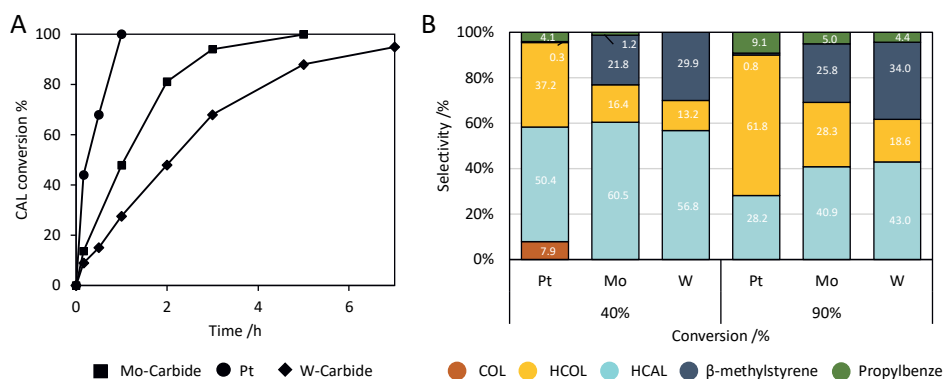 A
CAL conversion %
100
80
60
40
20
0
0 2 4 6
Time /h
Mo-Carbide Pt W-Carbide
B
Selectivity /%
100%
80%
60%
40%
20%
0%
4.1 1.2 9.1 5.0 4.4
0.3 21.8 29.9 0.8 25.8 34.0
37.2 16.4 13.2 61.8 28.3 18.6
50.4 60.5 56.8 28.2 40.9 43.0
7.9
Pt Mo W Pt Mo W
40% 90%
Conversion /%
COL HCOL HCAL β-methylstyrene Propylbenze